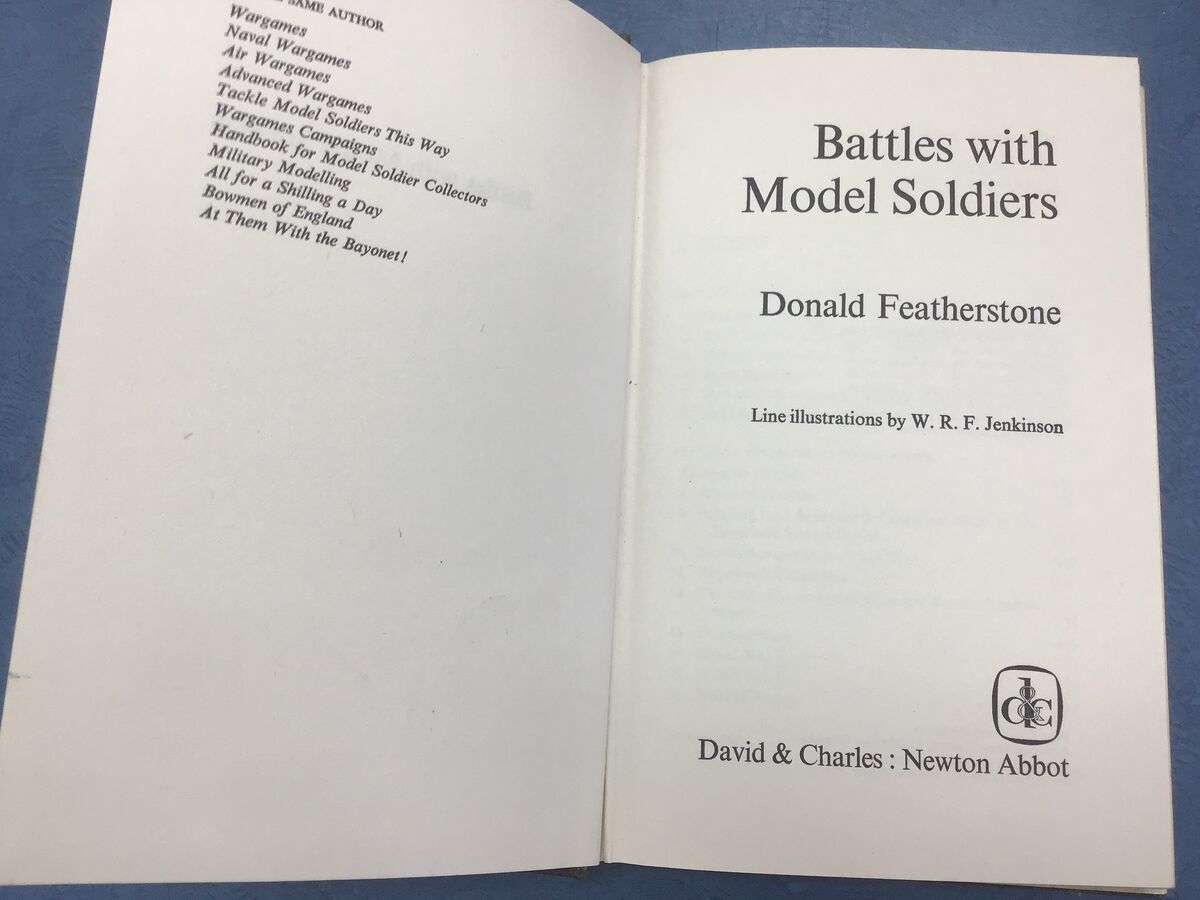 SAME AUTHOR
Wargames
Naval Wargames
Air Wargames
Advanced Wargames
Tackle Model Soldiers This Way
Wargames Campaigns
Handbook for Model Soldier Collectors
Military Modelling
All for a Shilling a Day
Bowmen of England
At Them With the Bayonet!
Battles with
Model Soldiers
Donald Featherstone
Line illustrations by W. R. F. Jenkinson
d&c
David & Charles : Newton Abbot